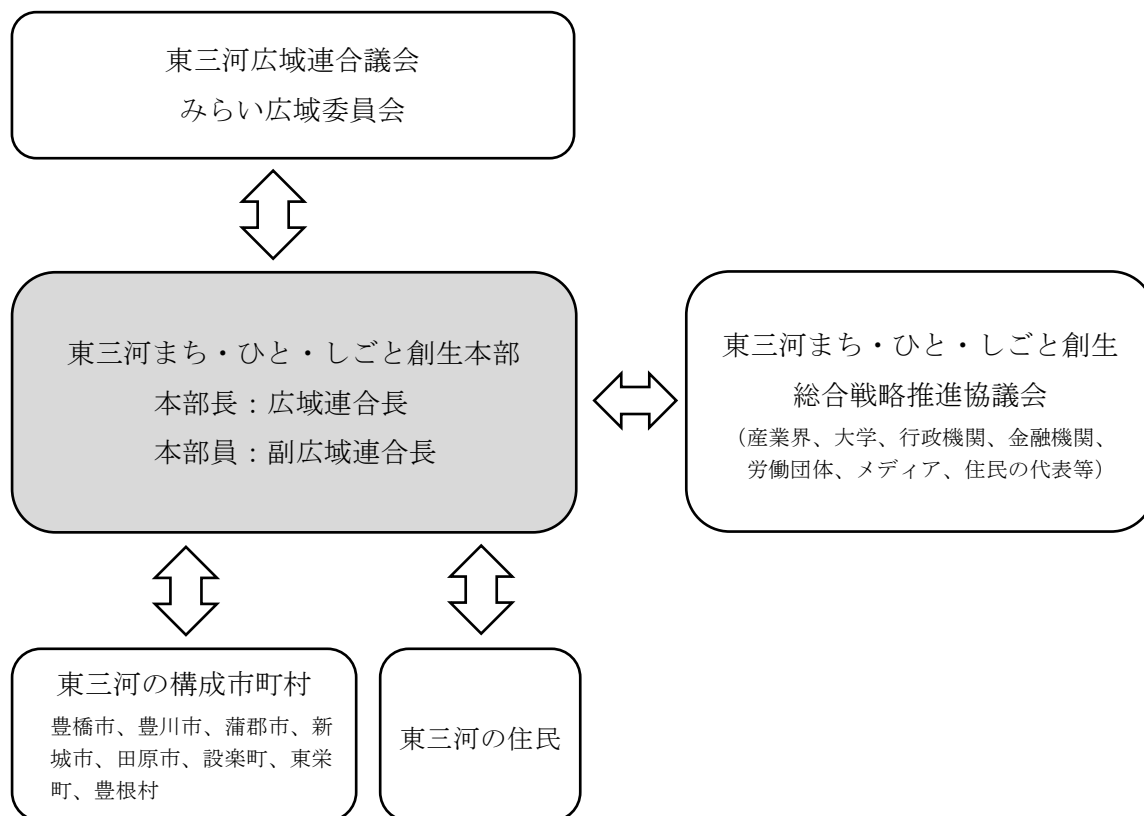 東三河広域連合議会
みらい広域委員会
東三河まち・ひと・しごと創生本部
本部長：広域連合長
本部員：副広域連合長
東三河まち・ひと・しごと創生
総合戦略推進協議会
（産業界、大学、行政機関、金融機関、
労働団体、メディア、住民の代表等）
東三河の構成市町村
豊橋市、豊川市、蒲郡市、新
城市、田原市、設楽町、東栄
町、豊根村
東三河の住民